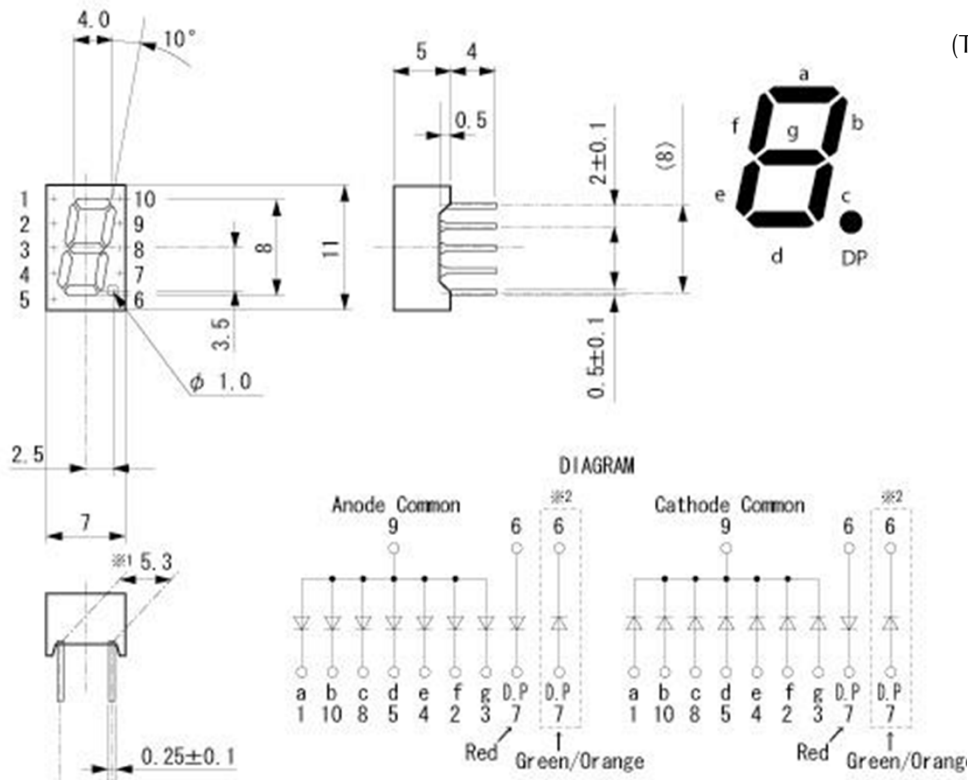 4.0
10°
5
4
(T
0.5
2±0.1
(8)
a
f
g
b
e
c
d
DP
1
10
2
9
3
8
4
7
5
6
8
11
3.5
φ 1.0
0.5±0.1
2.5
7
※1 5.3
0.25±0.1
DIAGRAM
Anode Common
※2
9
6
6
a b c d e f g D.P D.P
1 10 8 5 4 2 3 7 7
Red
Green/Orange
Cathode Common
※2
9
6
6
a b c d e f g D.P D.P
1 10 8 5 4 2 3 7 7
Red
Green/Orange